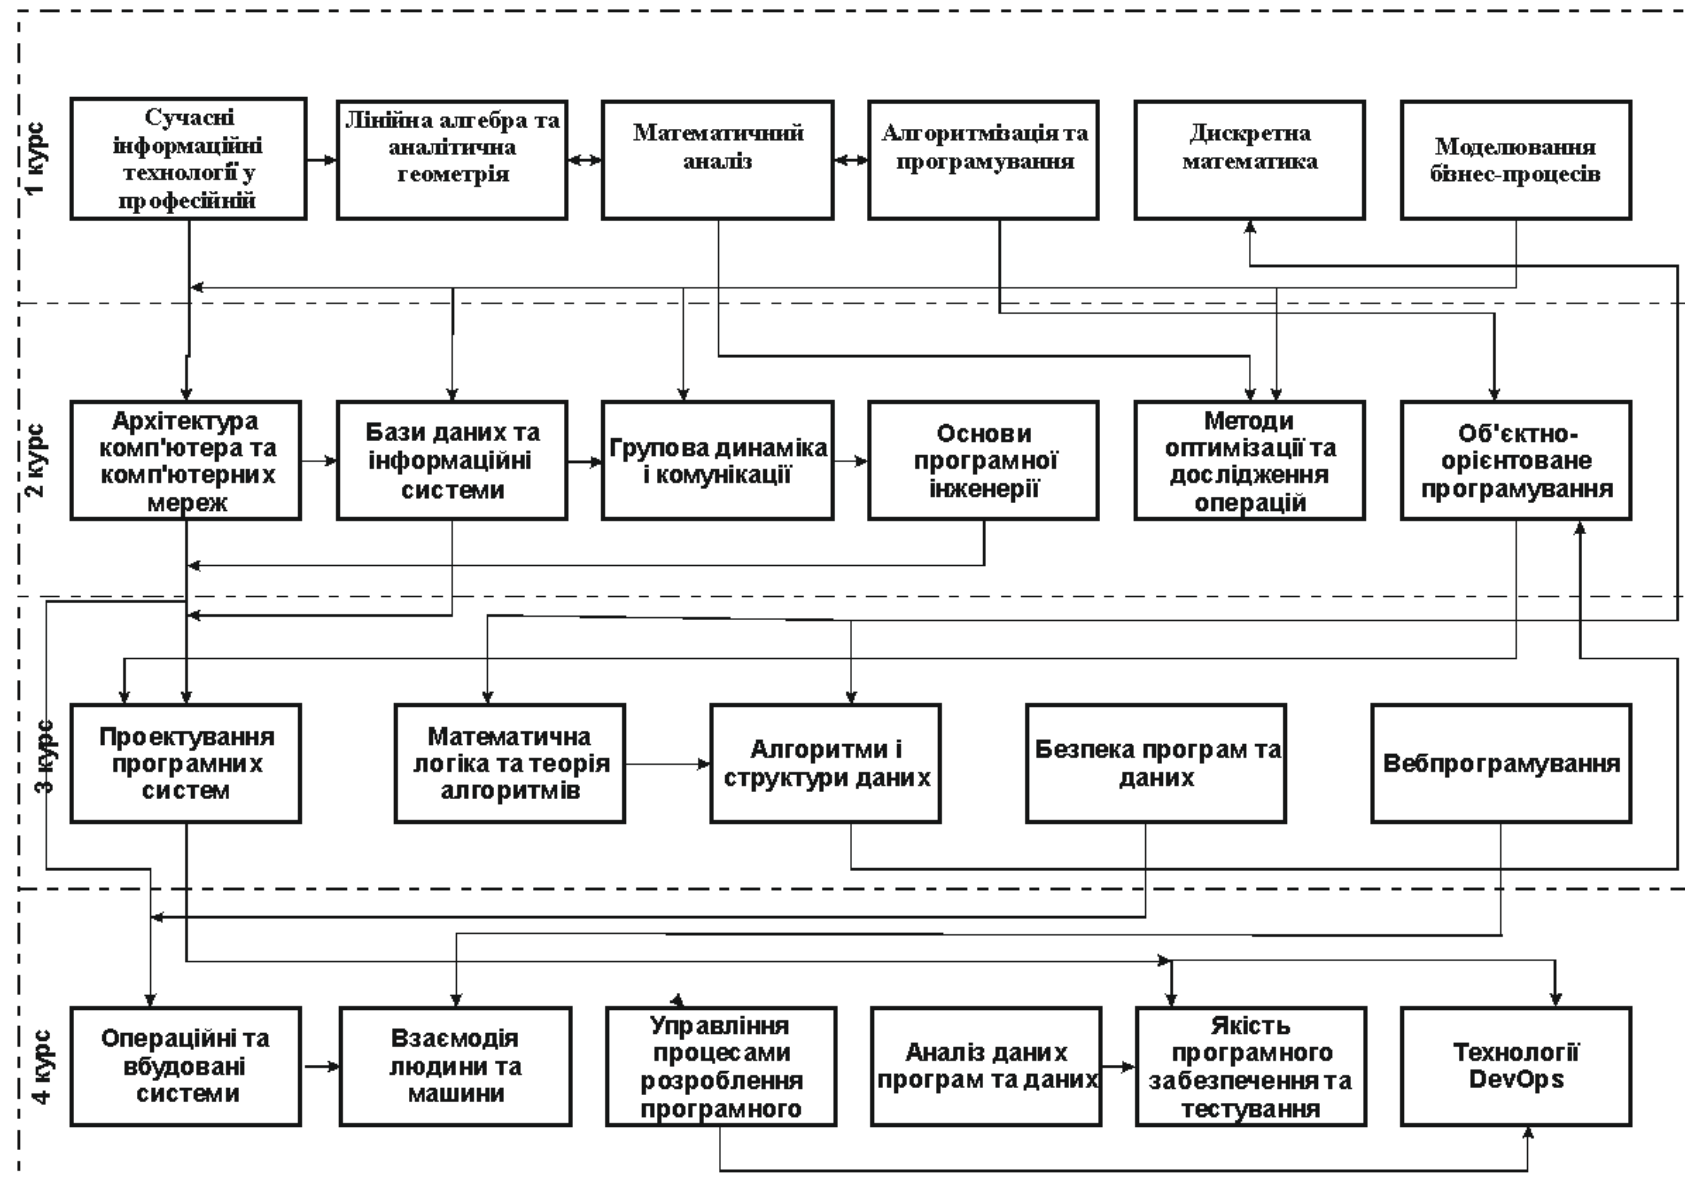 1 курс
Сучасні
інформаційні
технології у
професійній
Лінійна алгебра та
аналітична
геометрія
Математичний
аналіз
Алгоритмізація та
програмування
Дискретна
математика
Моделювання
бізнес-процесів
2 курс
Архітектура
комп'ютера та
комп'ютерних
мереж
Бази даних та
інформаційні
системи
Групова динаміка
і комунікації
Основи
програмної
інженерії
Методи
оптимізації та
дослідження
операцій
Об'єктно-
орієнтоване
програмування
3 курс
Проектування
програмних
систем
Математична
логіка та теорія
алгоритмів
Алгоритми і
структури даних
Безпека програм та
даних
Вебпрограмування
4 курс
Операційні та
вбудовані
системи
Взаємодія
людини та
машини
Управління
процесами
розроблення
програмного
Аналіз даних
програм та даних
Якість
програмного
забезпечення та
тестування
Технології
DevOps